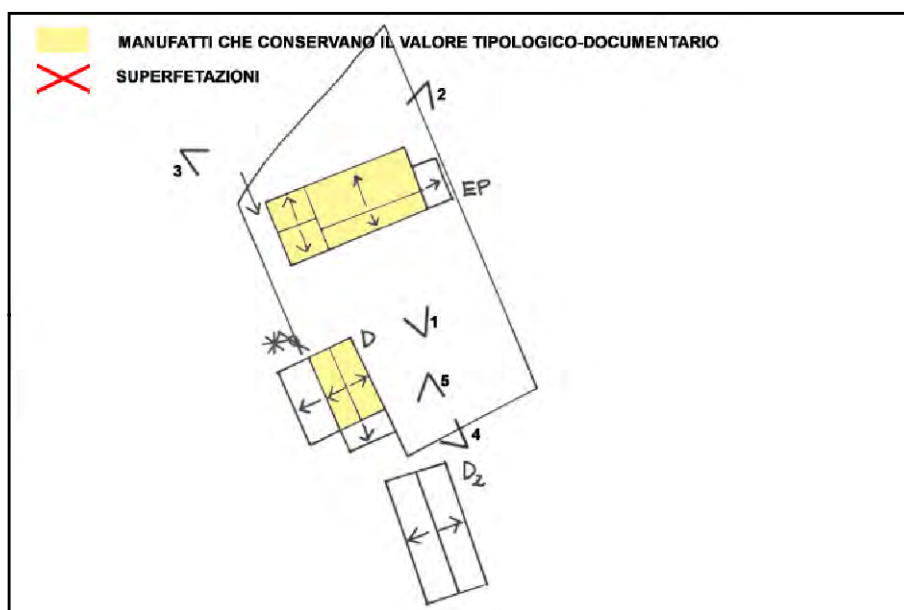 MANUFATTI CHE CONSERVANO IL VALORE TIPOLOGICO-DOCUMENTARIO
SUPERFETAZIONI
2
3
EP
1
D
5
4
D2